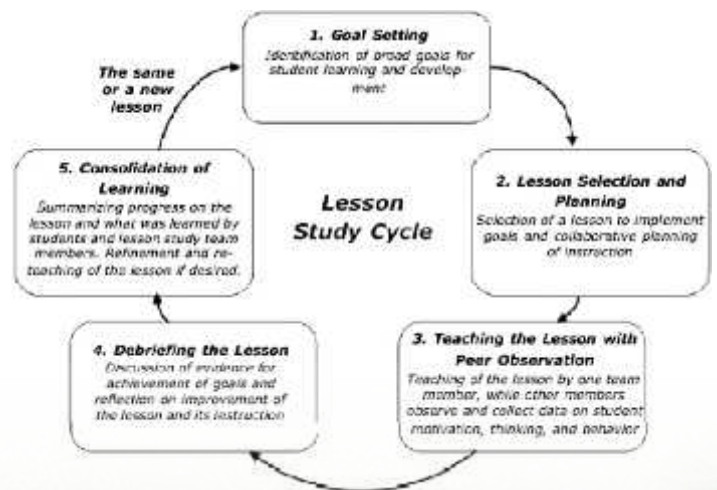 1. Goal Setting
Identification of broad goals for
student learning and develop-
ment
The same
or a new
lesson
5. Consolidation of
Learning
Summarizing progress on the
lesson and what was learned by
students and lesson study team
members. Refinement and re-
teaching of the lesson if desired.
Lesson
Study Cycle
2. Lesson Selection and
Planning
Selection of a lesson to implement
goals and collaborative planning
of instruction
3. Teaching the Lesson with
Peer Observation
Teaching of the lesson by one team
member, while other members
observe and collect data on student
motivation, thinking, and behavior
4. Debriefing the Lesson
Discussion of evidence for
achievement of goals and
reflection on improvement of
the lesson and its instruction